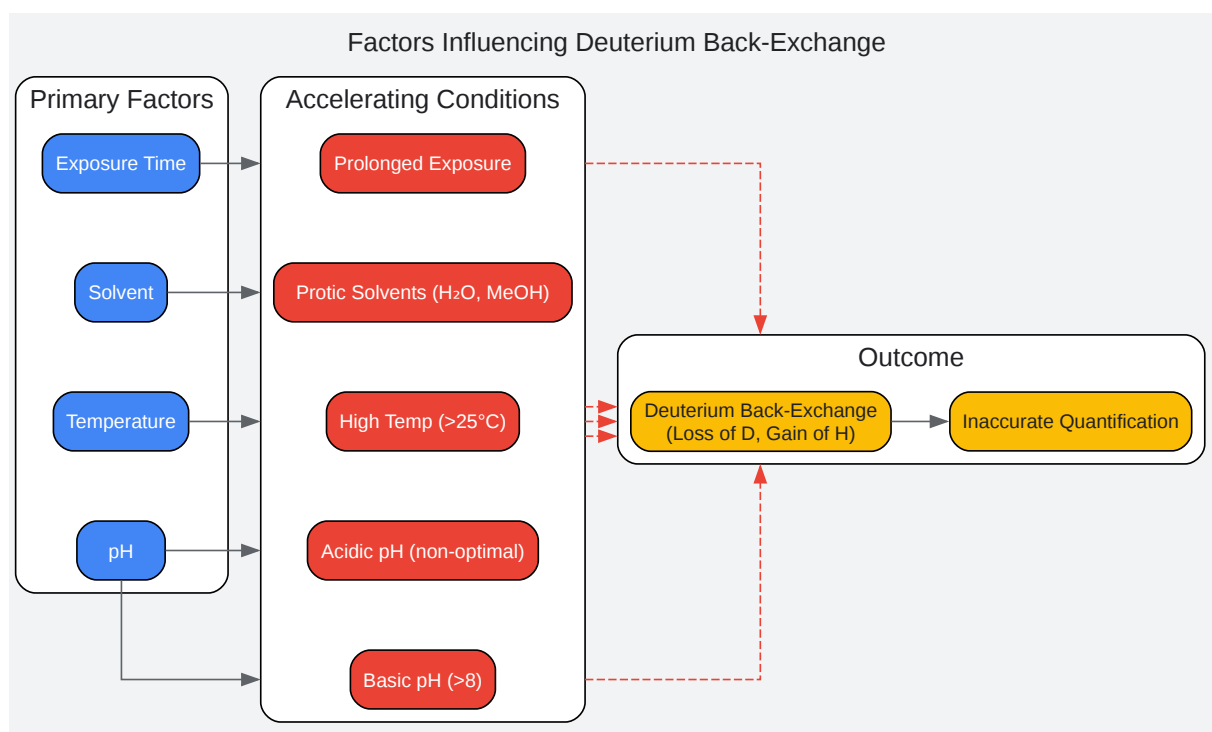 Factors Influencing Deuterium Back-Exchange
Primary Factors
Exposure Time
Solvent
Temperature
pH
Accelerating Conditions
Prolonged Exposure
Protic Solvents (H₂O, MeOH)
High Temp (>25°C)
Acidic pH (non-optimal)
Basic pH (>8)
Outcome
Deuterium Back-Exchange
(Loss of D, Gain of H)
Inaccurate Quantification